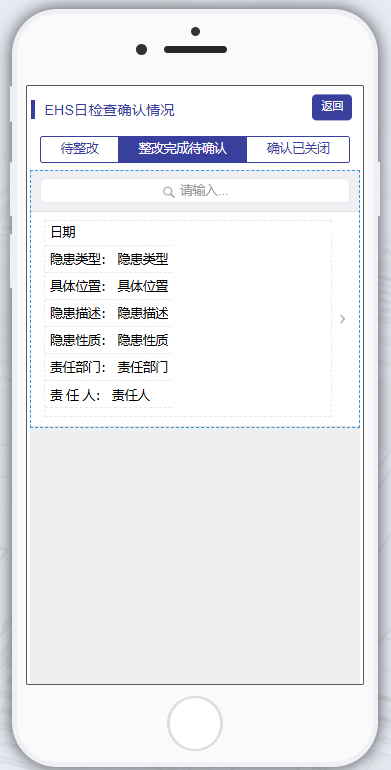 EHS日检查确认情况 返回
待整改 整改完成待确认 确认已关闭
请输入...
日期
隐患类型： 隐患类型
具体位置： 具体位置
隐患描述： 隐患描述
隐患性质： 隐患性质
责任部门： 责任部门
责 任 人： 责任人